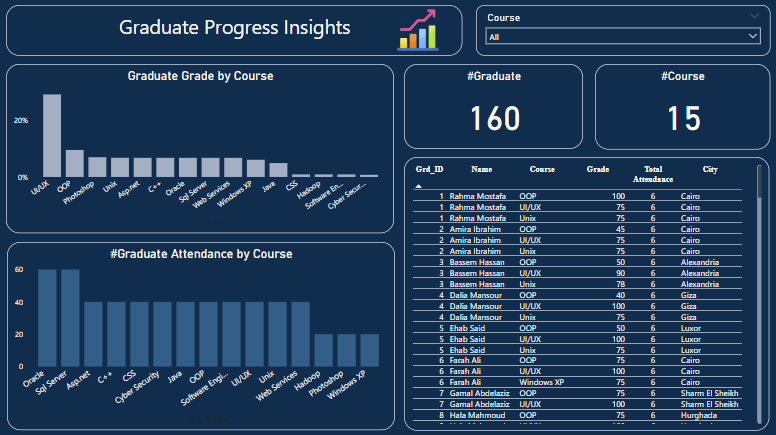 Graduate Progress Insights
Course
All
Graduate Grade by Course
20%
0%
UI/UX
OOP
Photoshop
Unix
Asp.net
C++
Oracle
Sql Server
Web Services
Windows XP
Java
CSS
Hadoop
Software En...
Cyber Secur...
#Graduate
160
#Course
15
#Graduate Attendance by Course
60
40
20
0
Oracle
Sql Server
Asp.net
C++
CSS
Cyber Security
Java
OOP
Software Engi...
UI/UX
Unix
Web Services
Hadoop
Photoshop
Windows XP
Grd_ID Name Course Grade Total Attendance City
1 Rahma Mostafa OOP 100 6 Cairo
1 Rahma Mostafa UI/UX 75 6 Cairo
1 Rahma Mostafa Unix 75 6 Cairo
2 Amira Ibrahim OOP 45 6 Cairo
2 Amira Ibrahim UI/UX 75 6 Cairo
2 Amira Ibrahim Unix 75 6 Cairo
3 Bassem Hassan OOP 50 6 Alexandria
3 Bassem Hassan UI/UX 90 6 Alexandria
3 Bassem Hassan Unix 78 6 Alexandria
4 Dalia Mansour OOP 40 6 Giza
4 Dalia Mansour UI/UX 100 6 Giza
4 Dalia Mansour Unix 75 6 Giza
5 Ehab Said OOP 50 6 Luxor
5 Ehab Said UI/UX 100 6 Luxor
5 Ehab Said Unix 75 6 Luxor
6 Farah Ali OOP 75 6 Cairo
6 Farah Ali UI/UX 100 6 Cairo
6 Farah Ali Windows XP 75 6 Cairo
7 Gamal Abdelaziz OOP 75 6 Sharm El Sheikh
7 Gamal Abdelaziz UI/UX 100 6 Sharm El Sheikh
8 Hala Mahmoud OOP 75 6 Hurghada